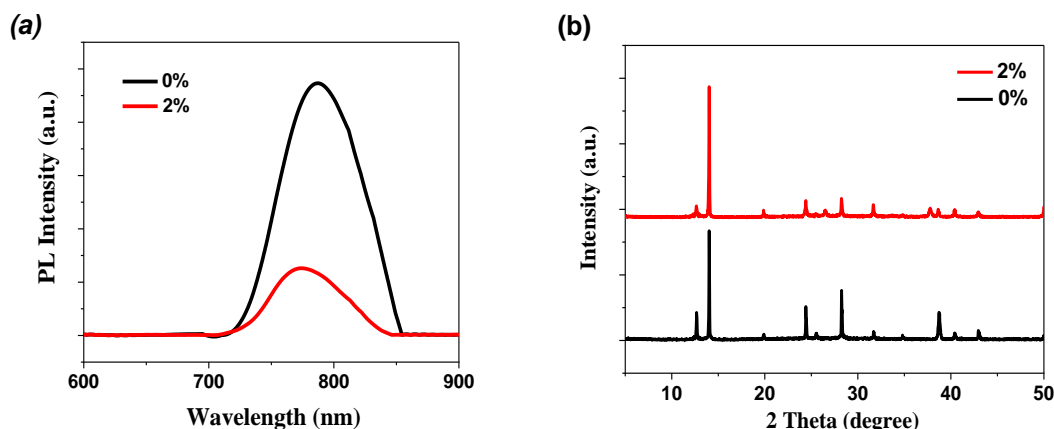 (a)
0%
2%
PL Intensity (a.u.)
600
700
800
900
Wavelength (nm)
(b)
2%
0%
Intensity (a.u.)
10
20
30
40
50
2 Theta (degree)